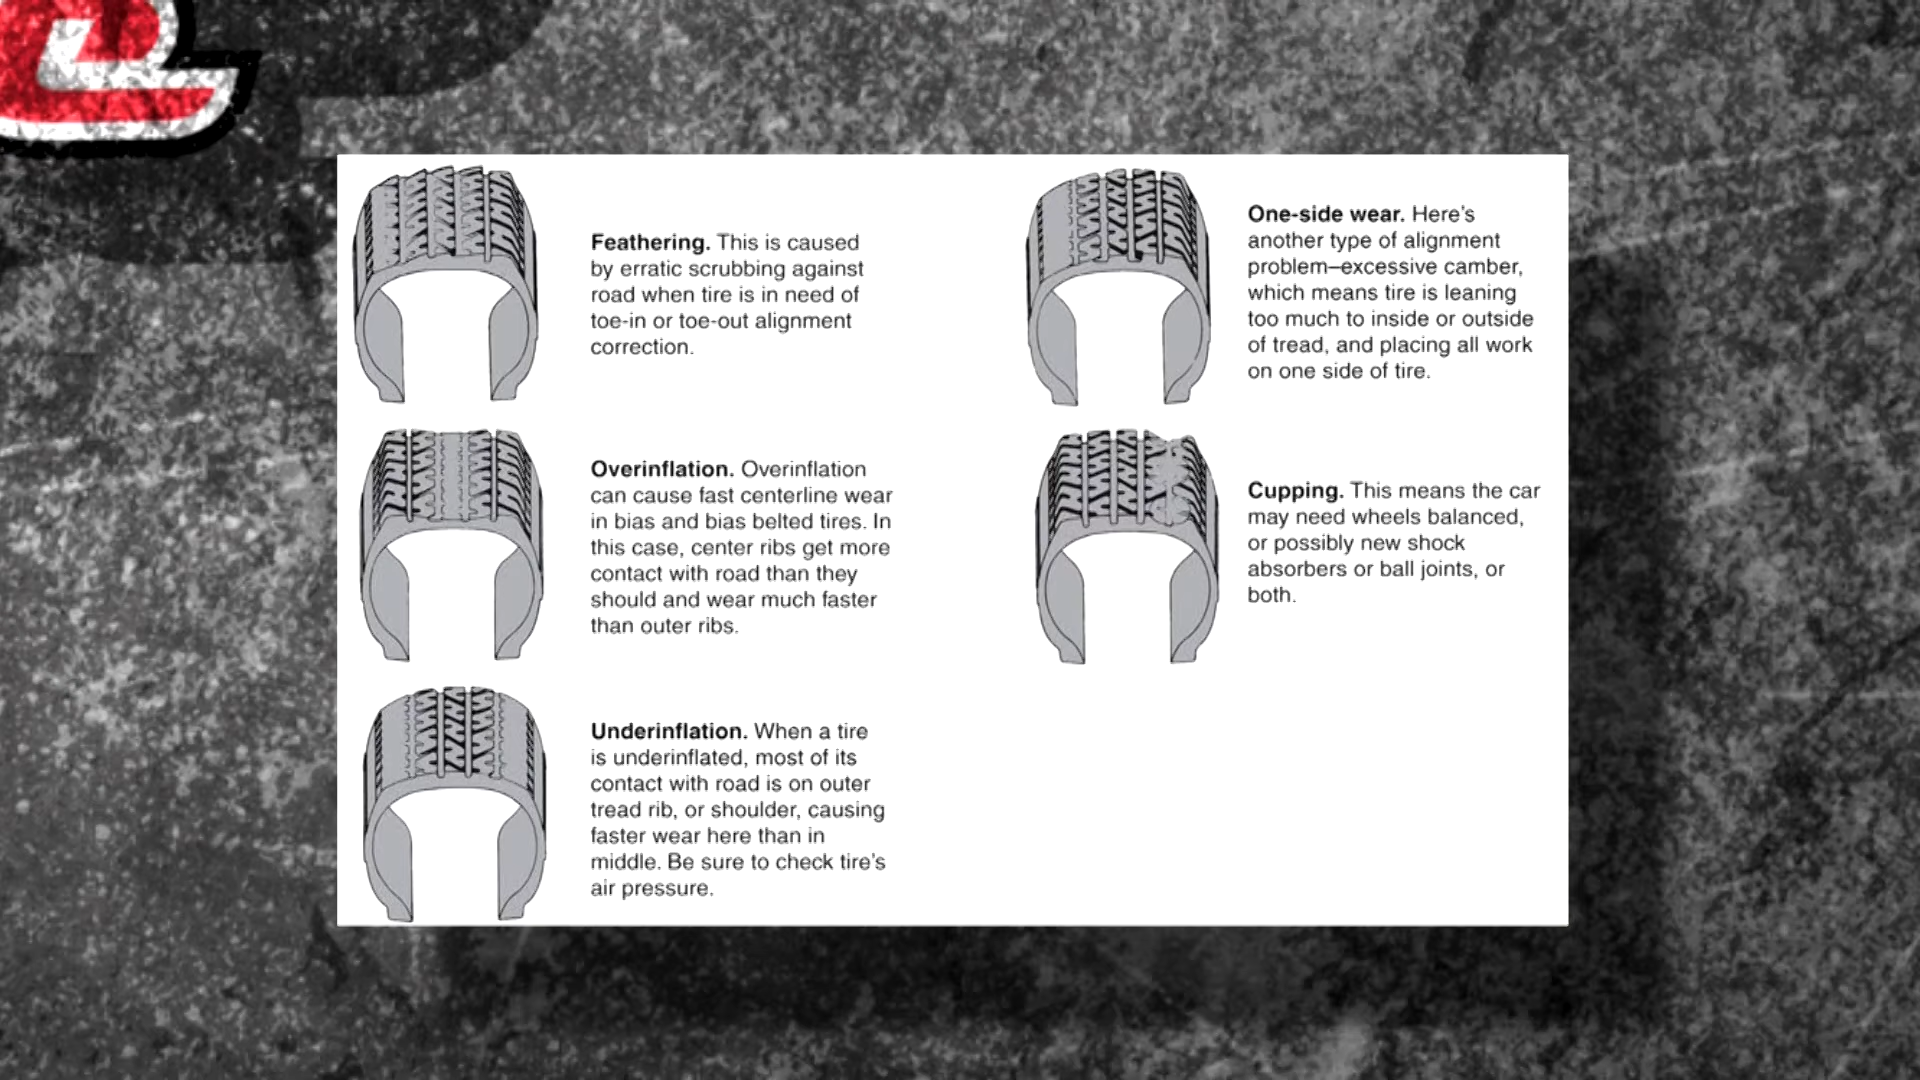 Feathering. This is caused
by erratic scrubbing against
road when tire is in need of
toe-in or toe-out alignment
correction.
Overinflation. Overinflation
can cause fast centerline wear
in bias and bias belted tires. In
this case, center ribs get more
contact with road than they
should and wear much faster
than outer ribs.
Underinflation. When a tire
is underinflated, most of its
contact with road is on outer
tread rib, or shoulder, causing
faster wear here than in
middle. Be sure to check tire's
air pressure.
One-side wear. Here's
another type of alignment
problem–excessive camber,
which means tire is leaning
too much to inside or outside
of tread, and placing all work
on one side of tire.
Cupping. This means the car
may need wheels balanced,
or possibly new shock
absorbers or ball joints, or
both.